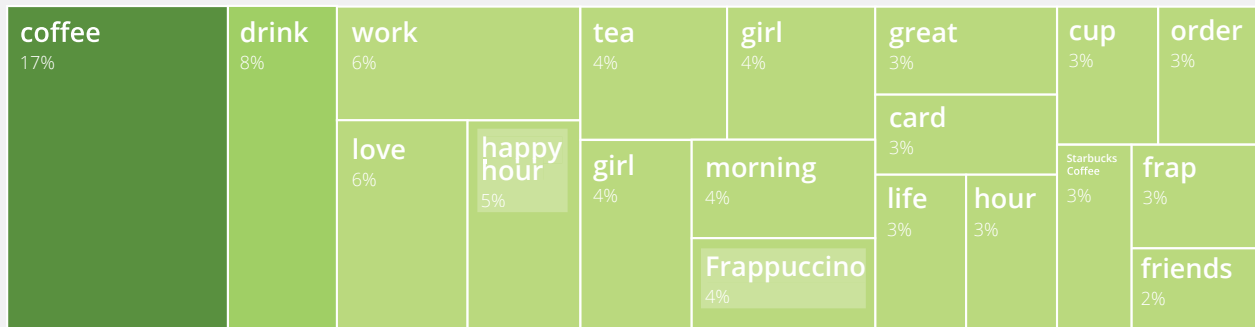 coffee
17%
drink
8%
work
6%
love
6%
happy
hour
5%
tea
4%
girl
4%
girl
4%
morning
4%
Frappuccino
4%
great
3%
card
3%
life
3%
hour
3%
cup
3%
order
3%
Starbucks
Coffee
3%
frap
3%
friends
2%